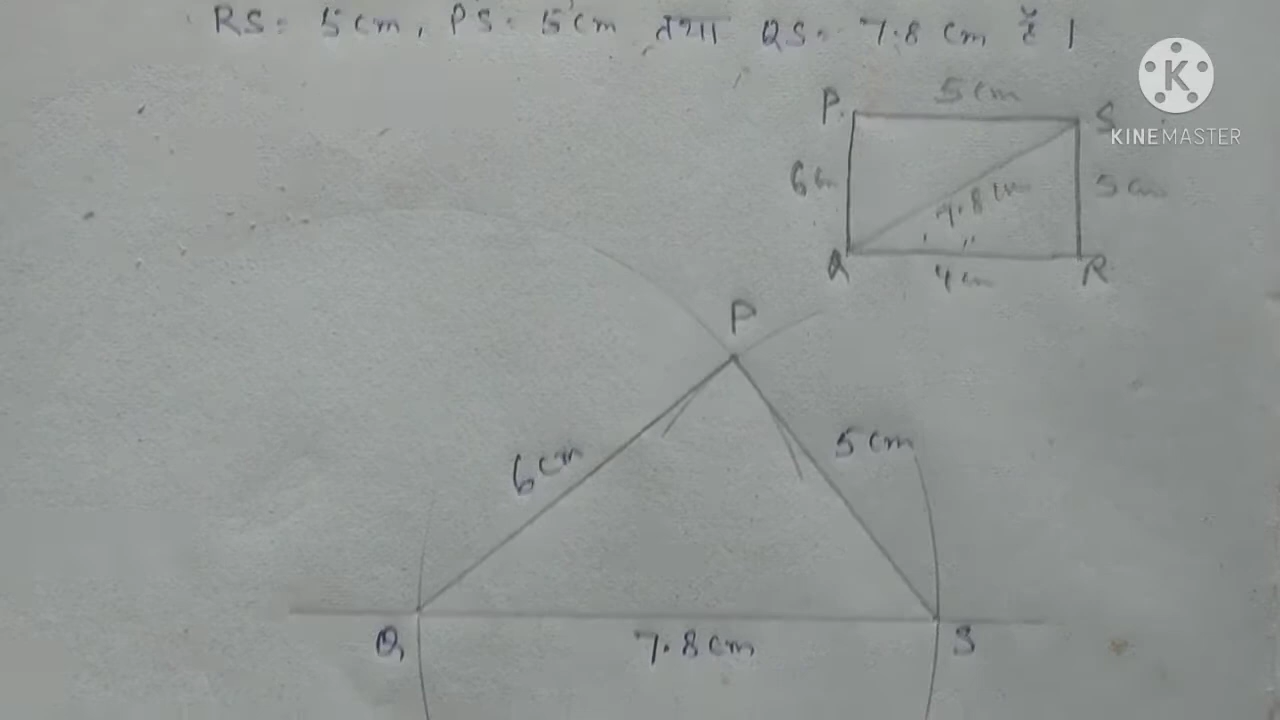 RS = 5 cm, PS = 5 cm तथा QS = 7.8 cm है।
P 5 cm S
K
KINEMASTER
6 cm 5 cm
7.8 cm
Q 4 cm R
P
6 cm 5 cm
Q 7.8 cm S